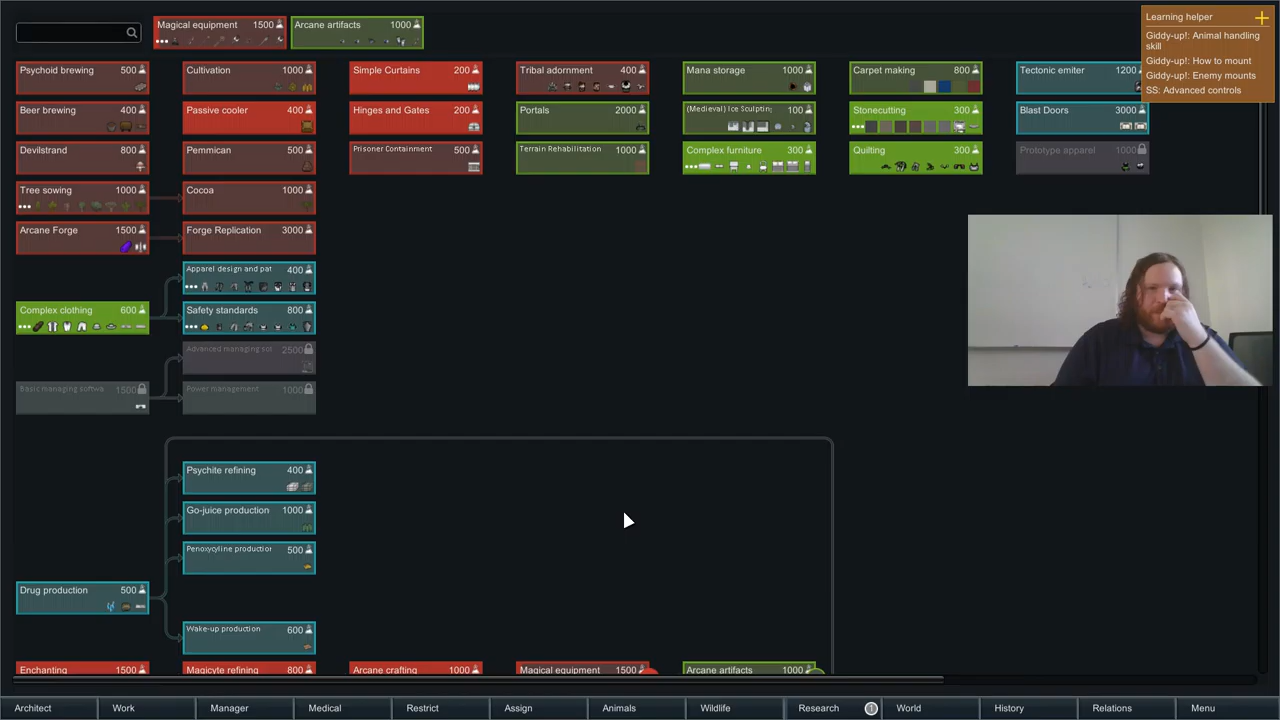 Magical equipment 1500 Arcane artifacts 1000
Learning helper
Giddy-up!: Animal handling
skill
Giddy-up!: How to mount
Giddy-up!: Enemy mounts
SS: Advanced controls
Psychoid brewing 500 Cultivation 1000 Simple Curtains 200 Tribal adornment 400 Mana storage 1000 Carpet making 800 Tectonic emiter 1200
Beer brewing 400 Passive cooler 400 Hinges and Gates 200 Portals 2000 (Medieval) Ice Sculptin 100 Stonecutting 300 Blast Doors 3000
Devilstrand 800 Pemmican 500 Prisoner Containment 500 Terrain Rehabilitation 1000 Complex furniture 300 Quilting 300 Prototype apparel 1000
Tree sowing 1000 Cocoa 1000
Arcane Forge 1500 Forge Replication 3000
Apparel design and pat 400
Complex clothing 600 Safety standards 800
Advanced managing sof 2500
Basic managing softwa 1500 Power management 1000
Psychite refining 400
Go-juice production 1000
Penoxycyline production 500
Drug production 500
Wake-up production 600
Enchanting 1500 Magicyte refining 800 Arcane crafting 1000 Magical equipment 1500 Arcane artifacts 1000
Architect Work Manager Medical Restrict Assign Animals Wildlife Research 1 World History Relations Menu